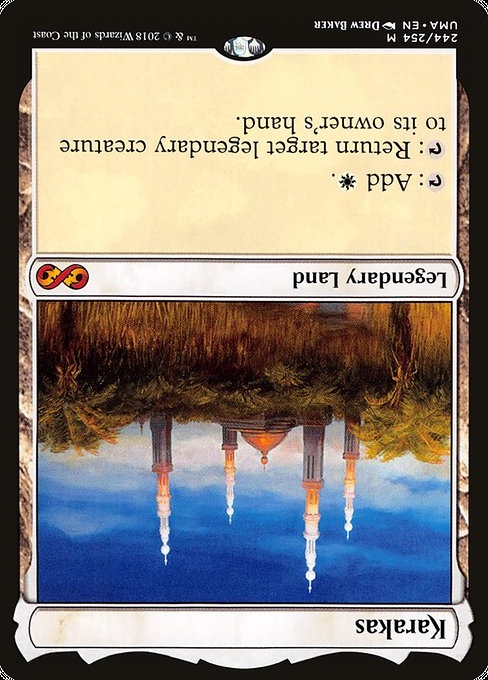 Karakas
Legendary Land
: Add .
: Return target legendary creature
to its owner's hand.
244/254 M
UMA • EN DREW BAKER
™ & © 2018 Wizards of the Coast